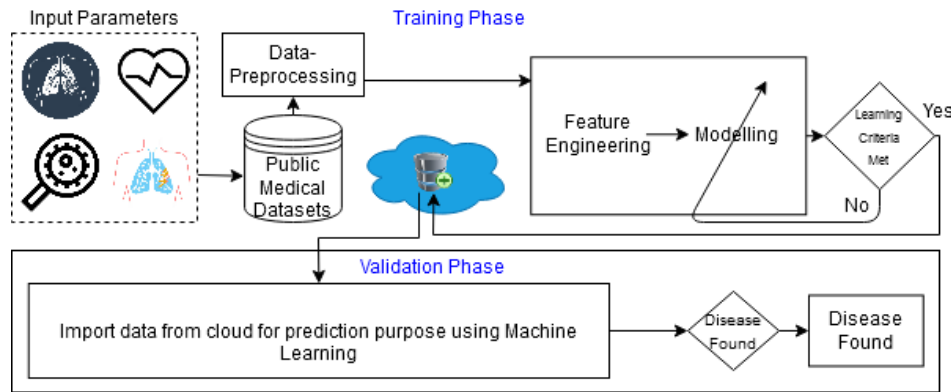 Input Parameters
Training Phase
Data-
Preprocessing
Public
Medical
Datasets
Feature
Engineering
Modelling
Learning
Criteria
Met
Yes
No
Validation Phase
Import data from cloud for prediction purpose using Machine
Learning
Disease
Found
Disease
Found